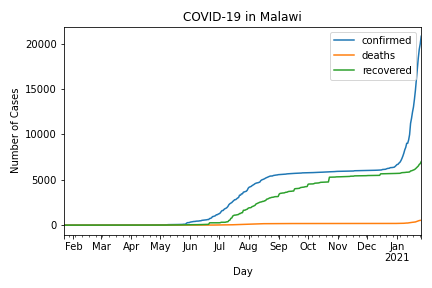 COVID-19 in Malawi
confirmed
deaths
recovered
Number of Cases
20000
15000
10000
5000
0
Feb Mar Apr May Jun Jul Aug Sep Oct Nov Dec Jan
2021
Day